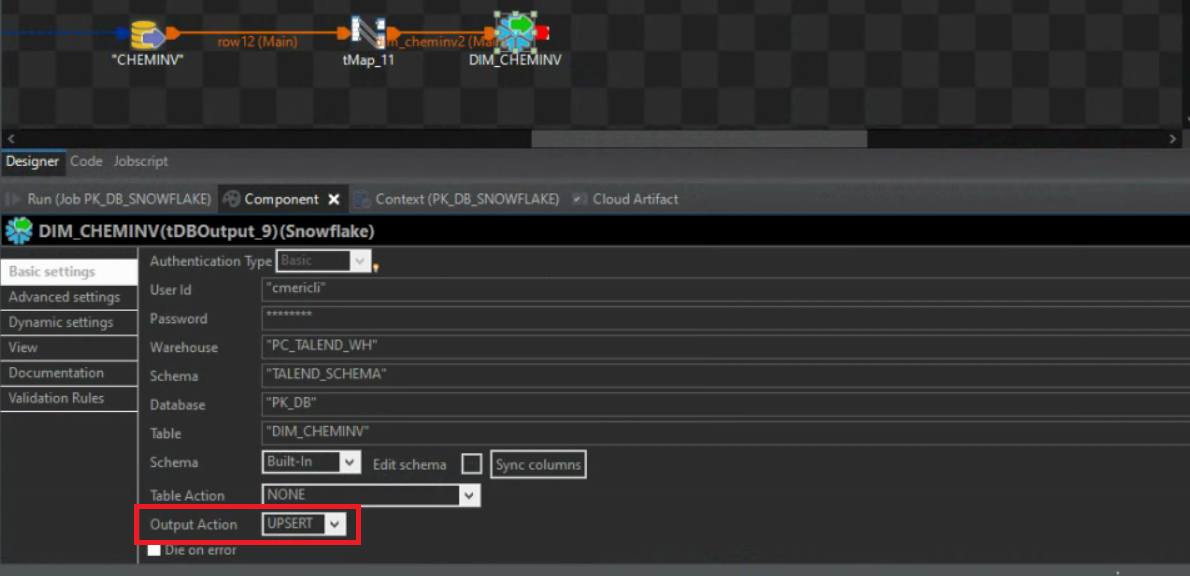 row12 (Main)
m_cheminv2 (Main)
"CHEMINV"
tMap_11
DIM_CHEMINV
Designer
Code
Jobscript
Run (Job PK_DB_SNOWFLAKE)
Component
Context (PK_DB_SNOWFLAKE)
Cloud Artifact
DIM_CHEMINV(tDBOutput_9)(Snowflake)
Basic settings
Advanced settings
Dynamic settings
View
Documentation
Validation Rules
Authentication Type Basic
User Id "cmericli"
Password ********
Warehouse "PC_TALEND_WH"
Schema "TALEND_SCHEMA"
Database "PK_DB"
Table "DIM_CHEMINV"
Schema Built-In Edit schema Sync columns
Table Action NONE
Output Action UPSERT
Die on error